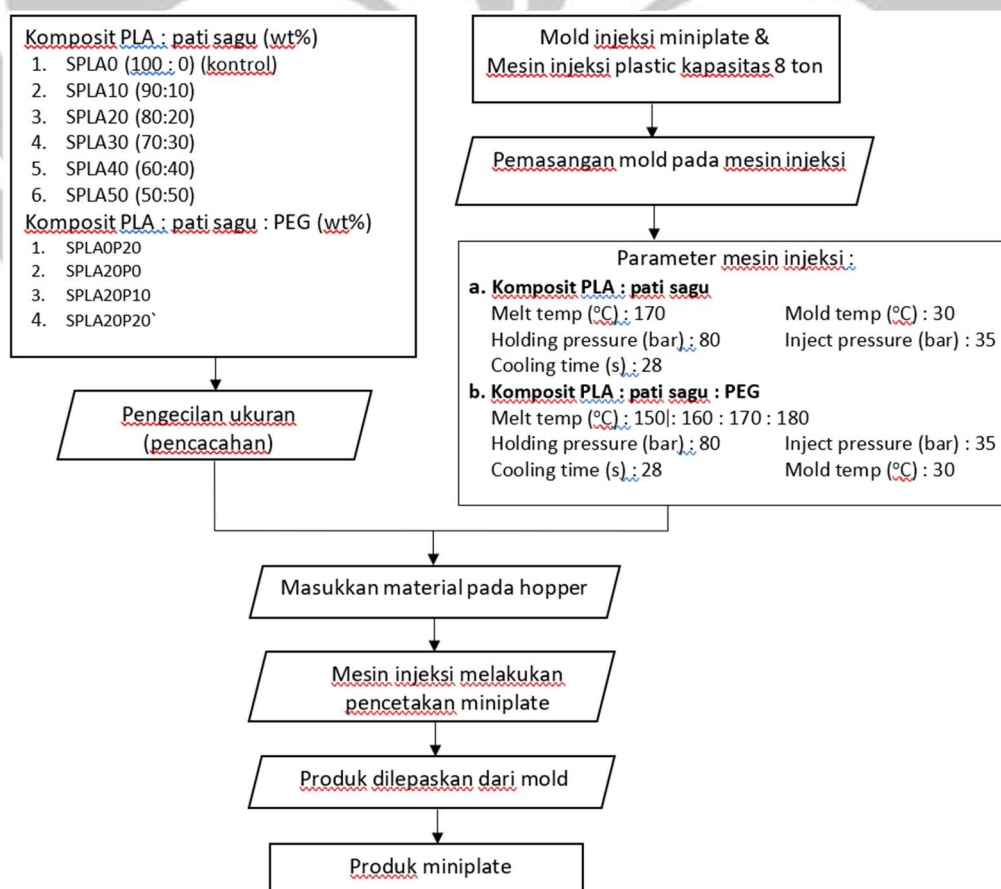 Komposit PLA : pati sagu (wt%)
1. SPLA0 (100 : 0) (kontrol)
2. SPLA10 (90:10)
3. SPLA20 (80:20)
4. SPLA30 (70:30)
5. SPLA40 (60:40)
6. SPLA50 (50:50)
Komposit PLA : pati sagu : PEG (wt%)
1. SPLA0P20
2. SPLA20P0
3. SPLA20P10
4. SPLA20P20`
Pengecilan ukuran
(pencacahan)
Mold injeksi miniplate &
Mesin injeksi plastic kapasitas 8 ton
Pemasangan mold pada mesin injeksi
Parameter mesin injeksi :
a. Komposit PLA : pati sagu
Melt temp (°C) : 170 Mold temp (°C) : 30
Holding pressure (bar) : 80 Inject pressure (bar) : 35
Cooling time (s) : 28
b. Komposit PLA : pati sagu : PEG
Melt temp (°C) : 150|: 160 : 170 : 180
Holding pressure (bar) : 80 Inject pressure (bar) : 35
Cooling time (s) : 28 Mold temp (°C) : 30
Masukkan material pada hopper
Mesin injeksi melakukan
pencetakan miniplate
Produk dilepaskan dari mold
Produk miniplate